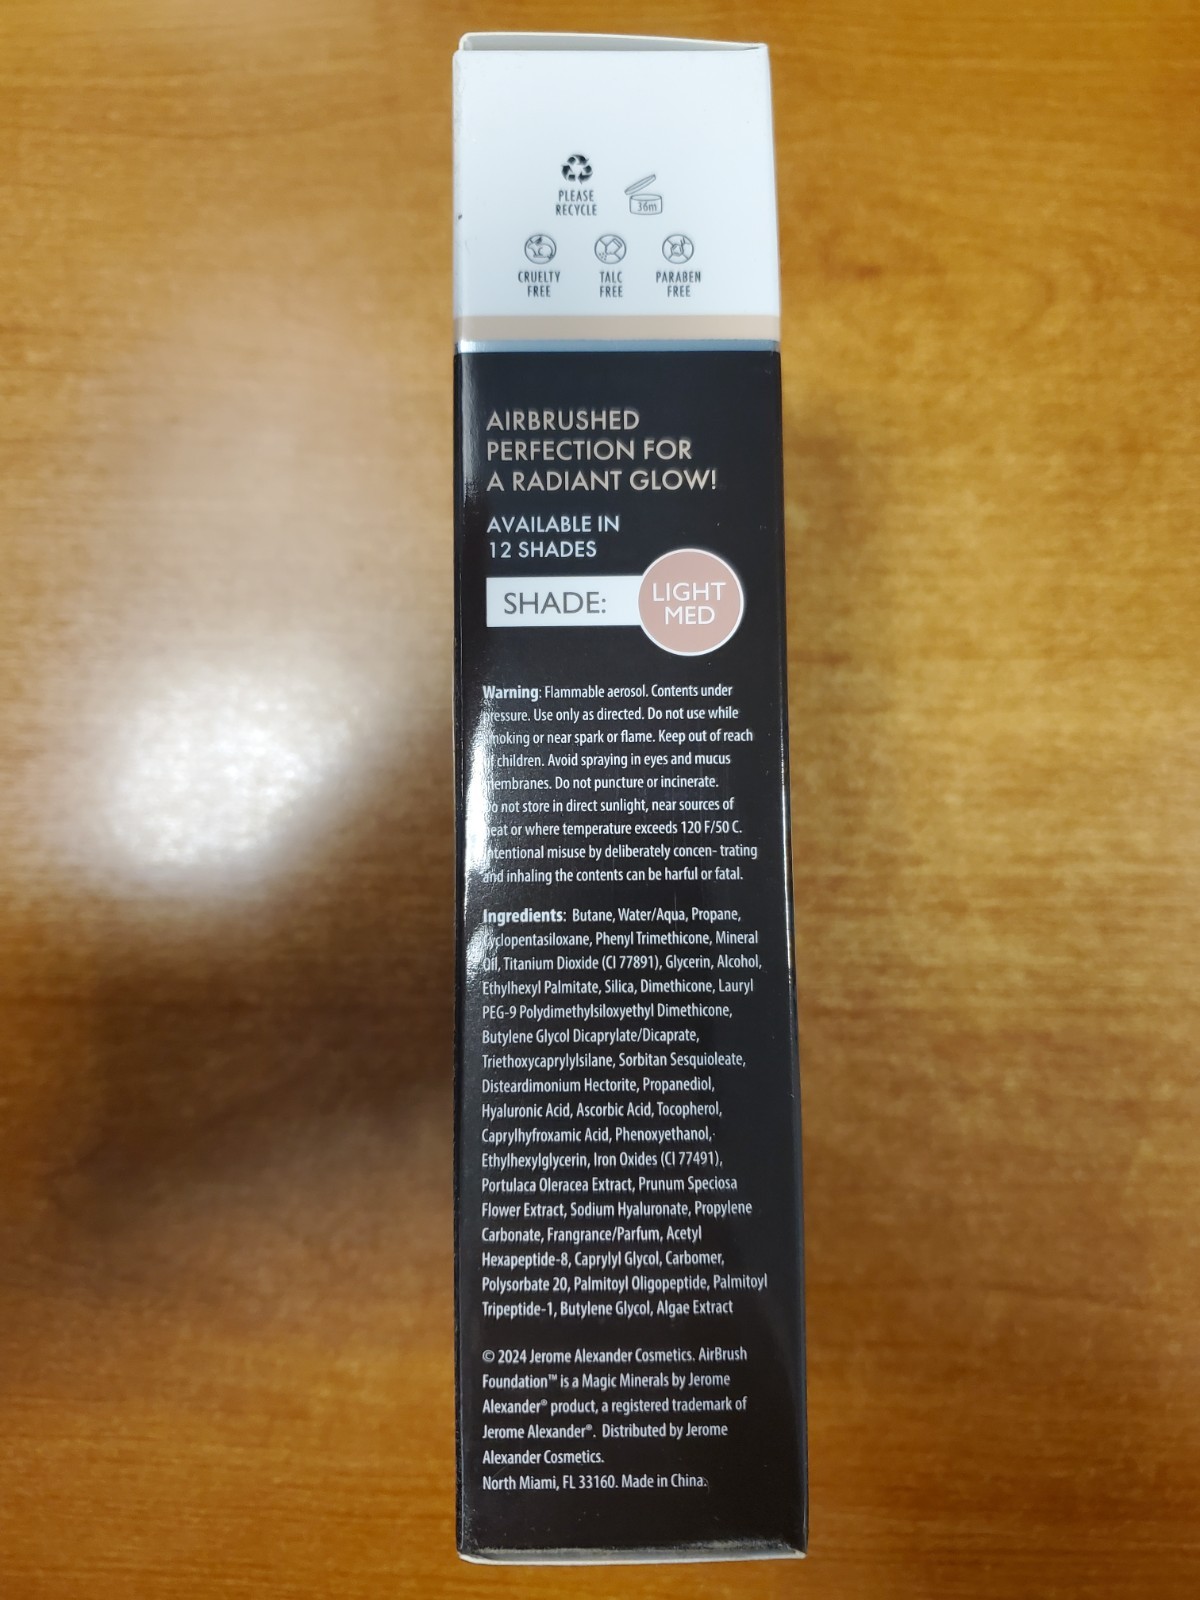 PLEASE
RECYCLE
36m
CRUELTY
FREE
TALC
FREE
PARABEN
FREE
AIRBRUSHED
PERFECTION FOR
A RADIANT GLOW!
AVAILABLE IN
12 SHADES
SHADE:
LIGHT
MED
Warning: Flammable aerosol. Contents under
pressure. Use only as directed. Do not use while
smoking or near spark or flame. Keep out of reach
of children. Avoid spraying in eyes and mucus
membranes. Do not puncture or incinerate.
Do not store in direct sunlight, near sources of
heat or where temperature exceeds 120 F/50 C.
Intentional misuse by deliberately concen- trating
and inhaling the contents can be harmful or fatal.
Ingredients: Butane, Water/Aqua, Propane,
Cyclopentasiloxane, Phenyl Trimethicone, Mineral
Oil, Titanium Dioxide (CI 77891), Glycerin, Alcohol,
Ethylhexyl Palmitate, Silica, Dimethicone, Lauryl
PEG-9 Polydimethylsiloxyethyl Dimethicone,
Butylene Glycol Dicaprylate/Dicaprate,
Triethoxycaprylylsilane, Sorbitan Sesquioleate,
Disteardimonium Hectorite, Propanediol,
Hyaluronic Acid, Ascorbic Acid, Tocopherol,
Caprylhyfroxamic Acid, Phenoxyethanol,
Ethylhexylglycerin, Iron Oxides (CI 77491),
Portulaca Oleracea Extract, Prunum Speciosa
Flower Extract, Sodium Hyaluronate, Propylene
Carbonate, Frangrance/Parfum, Acetyl
Hexapeptide-8, Caprylyl Glycol, Carbomer,
Polysorbate 20, Palmitoyl Oligopeptide, Palmitoyl
Tripeptide-1, Butylene Glycol, Algae Extract
© 2024 Jerome Alexander Cosmetics. AirBrush
Foundation™ is a Magic Minerals by Jerome
Alexander® product, a registered trademark of
Jerome Alexander®. Distributed by Jerome
Alexander Cosmetics.
North Miami, FL 33160. Made in China.